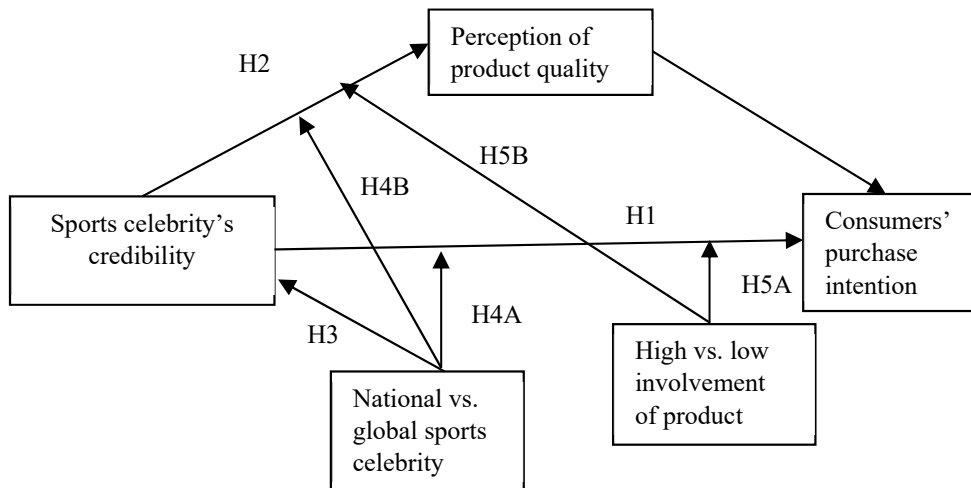 Perception of
product quality
H2
H5B
H4B
Sports celebrity’s
credibility
H1
Consumers’
purchase
intention
H5A
H4A
H3
High vs. low
involvement
of product
National vs.
global sports
celebrity